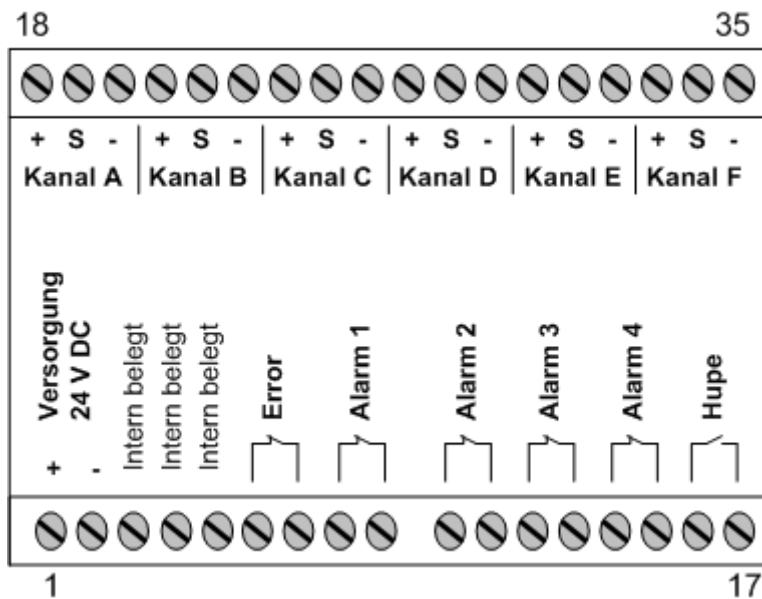 18 35
+ S - + S - + S - + S - + S - + S -
Kanal A Kanal B Kanal C Kanal D Kanal E Kanal F
+ Versorgung
- 24 V DC
Intern belegt
Intern belegt
Intern belegt
Error
Alarm 1
Alarm 2
Alarm 3
Alarm 4
Hupe
1 17